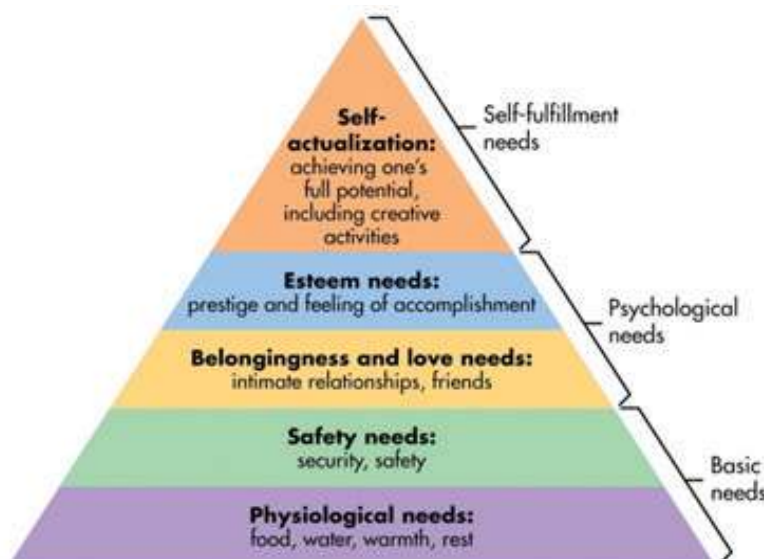 Self-
actualization:
achieving one's
full potential,
including creative
activities
Self-fulfillment
needs
Esteem needs:
prestige and feeling of accomplishment
Psychological
needs
Belongingness and love needs:
intimate relationships, friends
Safety needs:
security, safety
Basic
needs
Physiological needs:
food, water, warmth, rest